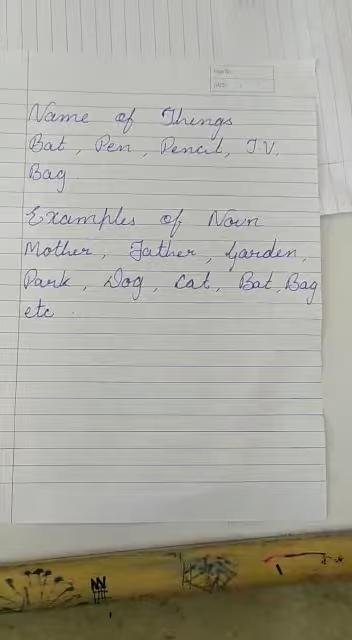 Name of Things
Bat, Pen, Pencil, T.V.
Bag
Examples of Noun
Mother, Father, Garden,
Park, Dog, Cat, Bat, Bag
etc.